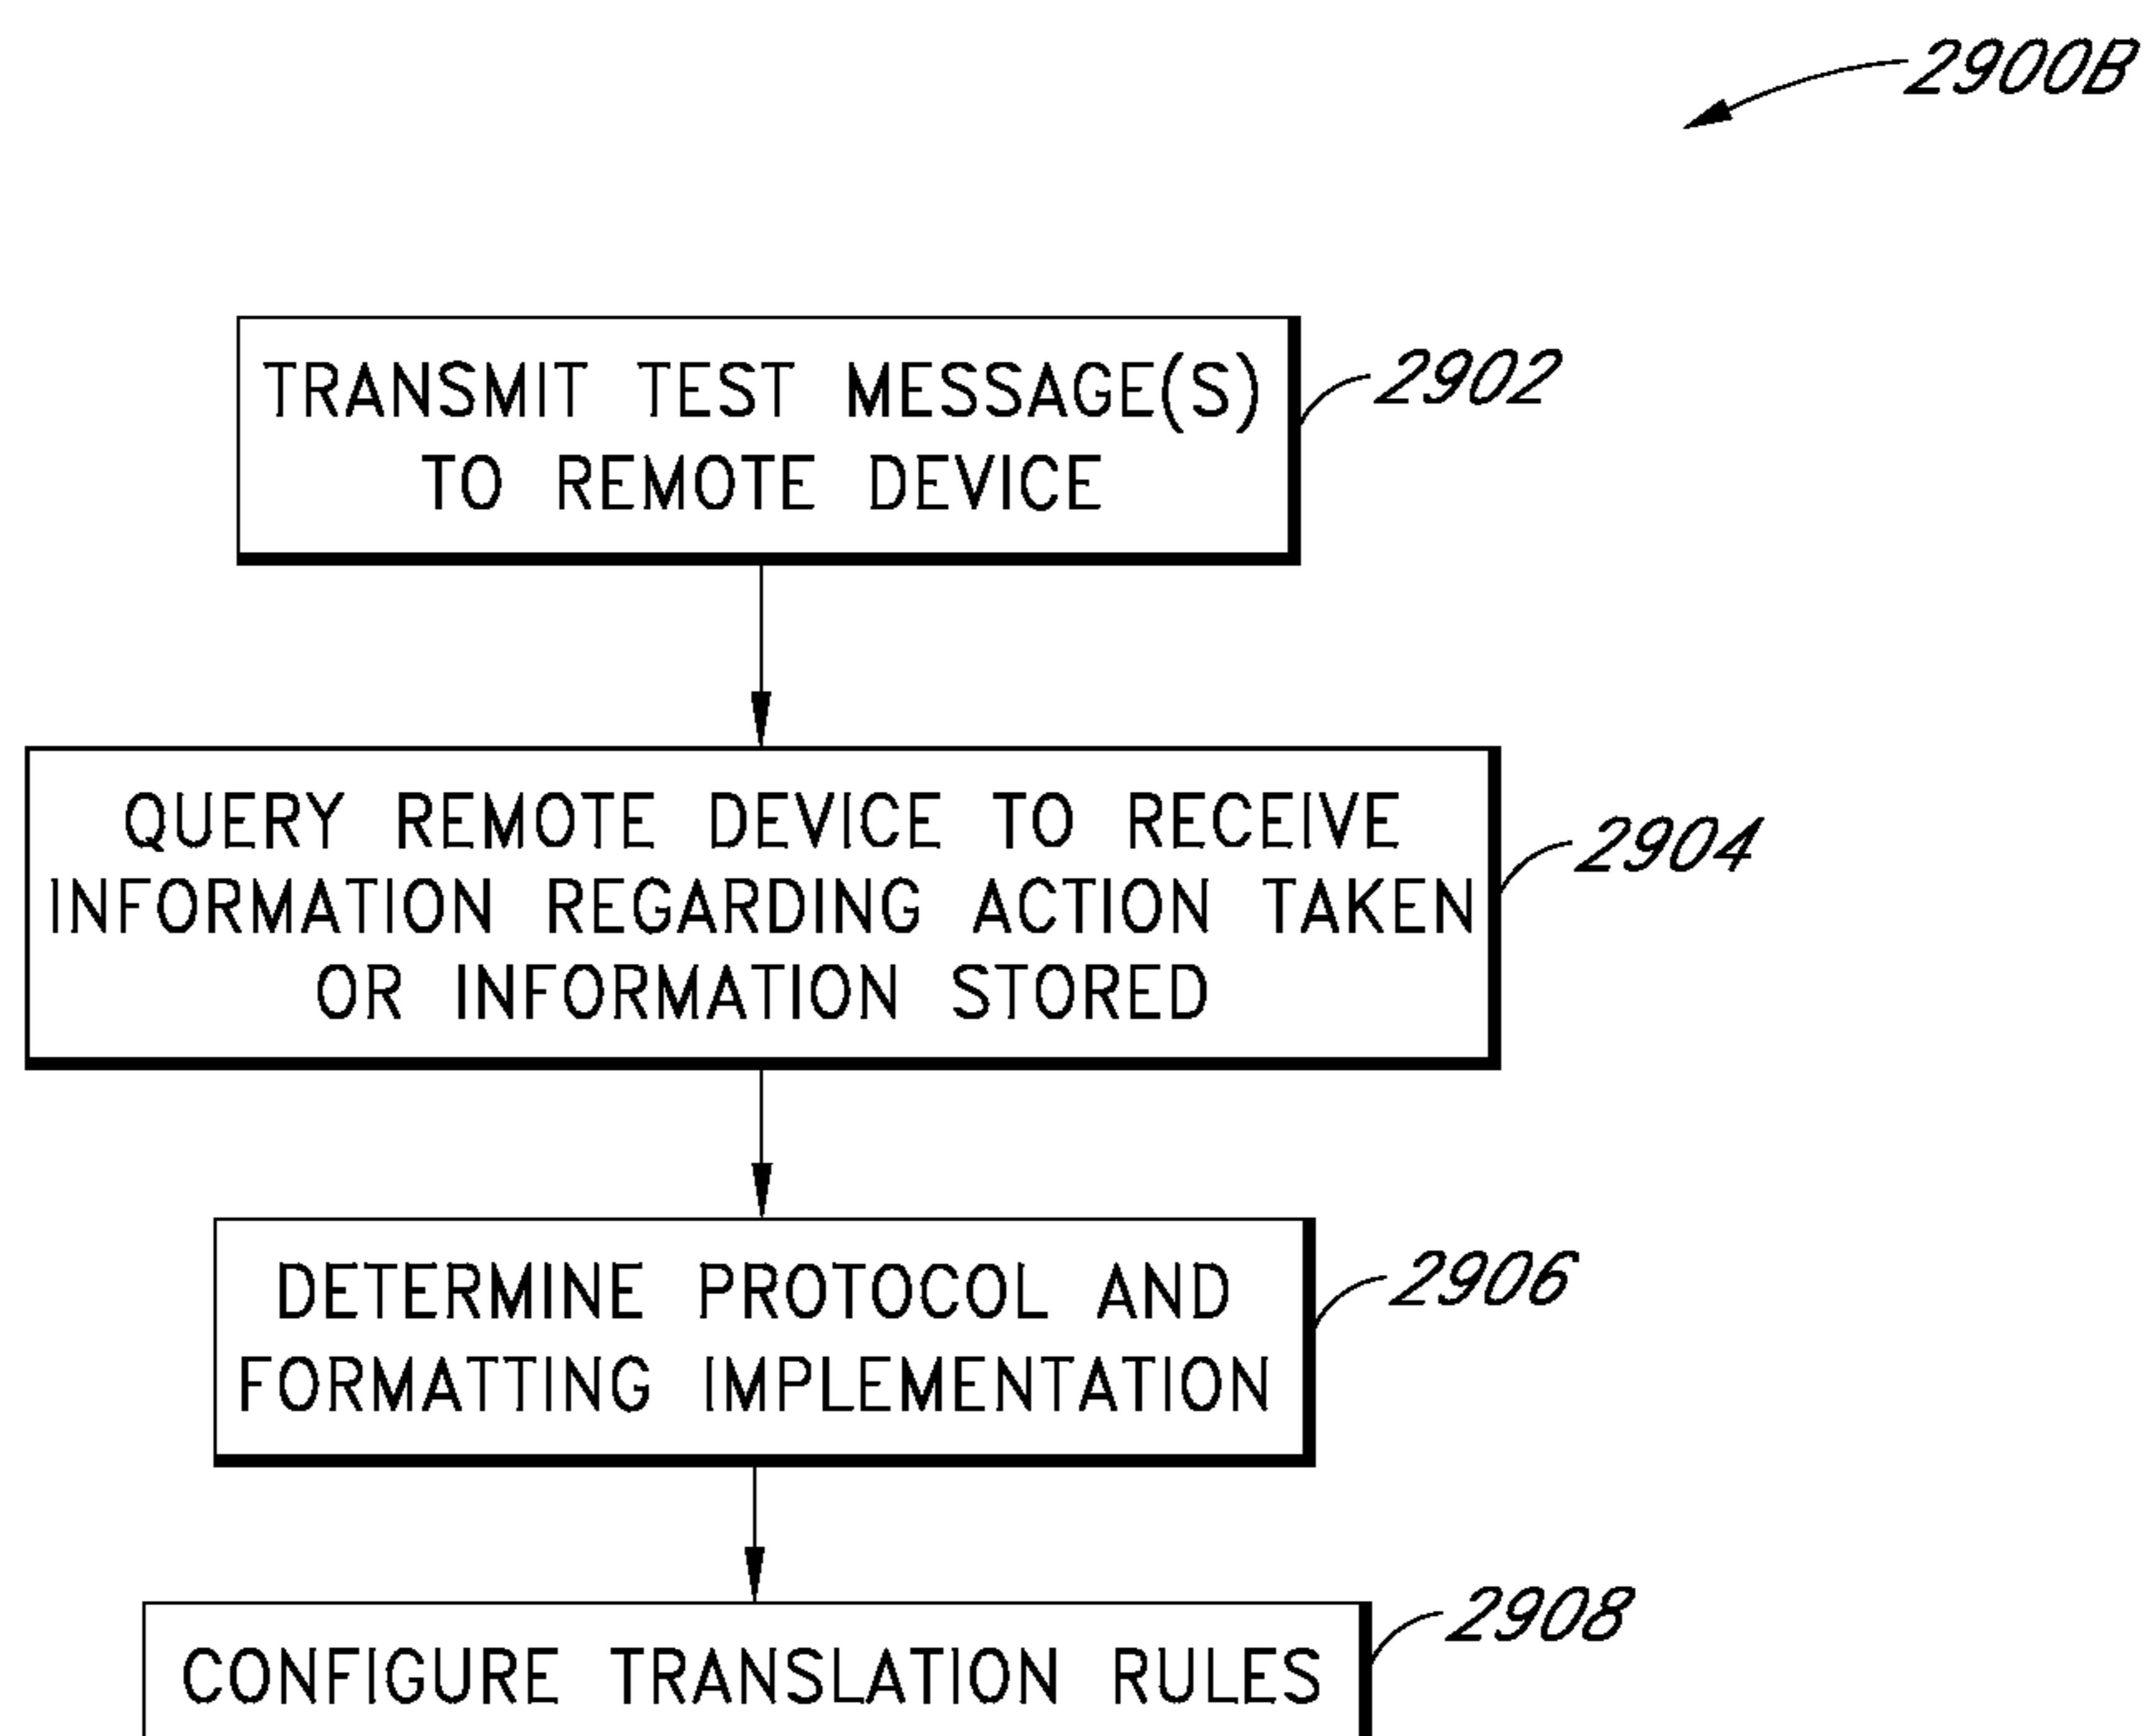 2900B
TRANSMIT TEST MESSAGE(S)
2902
TO REMOTE DEVICE
QUERY REMOTE DEVICE TO RECEIVE
2904
INFORMATION REGARDING ACTION TAKEN
OR INFORMATION STORED
DETERMINE PROTOCOL AND
2906
FORMATTING IMPLEMENTATION
2908
CONFIGURE TRANSLATION RULES